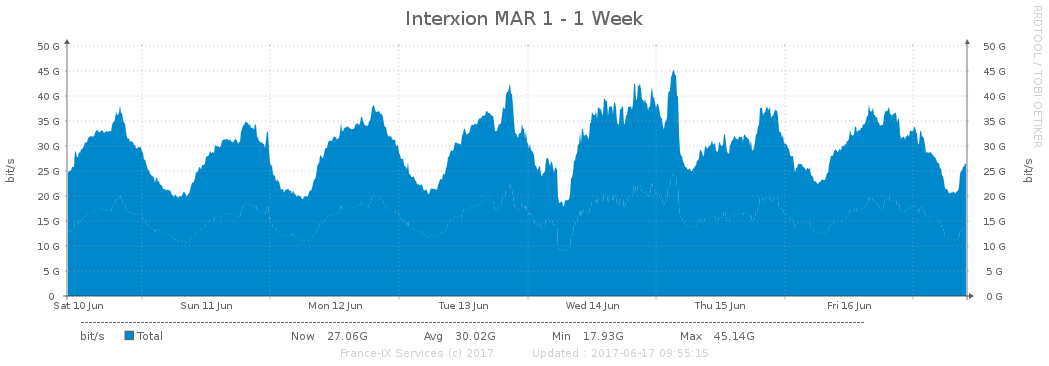 Interxion MAR 1 - 1 Week
RRDTOOL / TOBI OETIKER
bit/s
bit/s
50 G 50 G
45 G 45 G
40 G 40 G
35 G 35 G
30 G 30 G
25 G 25 G
20 G 20 G
15 G 15 G
10 G 10 G
5 G 5 G
0 0 G
Sat 10 Jun Sun 11 Jun Mon 12 Jun Tue 13 Jun Wed 14 Jun Thu 15 Jun Fri 16 Jun
bit/s Total Now 27.06G Avg 30.02G Min 17.93G Max 45.14G
France-IX Services (c) 2017 Updated : 2017-06-17 09:55:15